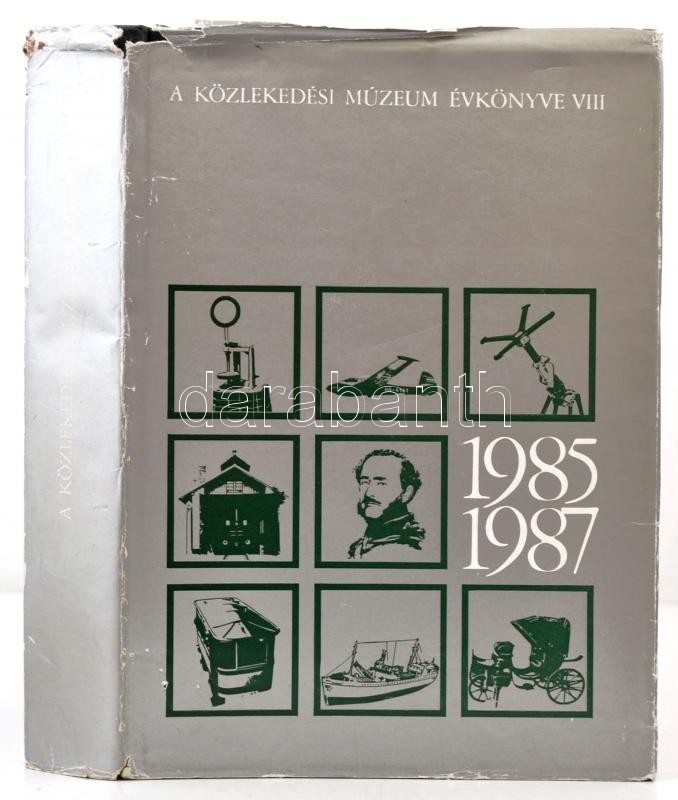 A KÖZLEKEDÉSI MÚZEUM ÉVKÖNYVE VIII
darabanth
1985
1987
A KÖZLEKEDÉSI